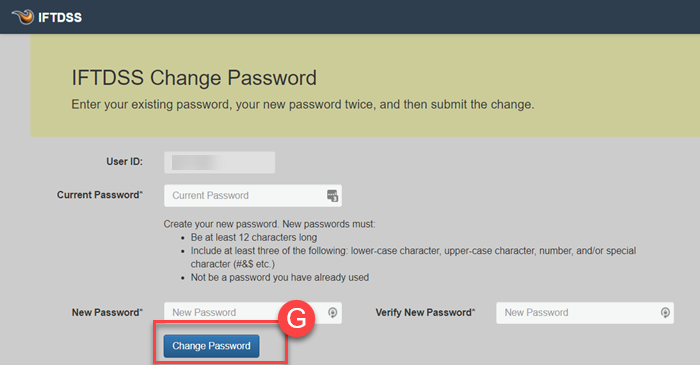 IFTDSS
IFTDSS Change Password
Enter your existing password, your new password twice, and then submit the change.
User ID:
Current Password* Current Password
Create your new password. New passwords must:
• Be at least 12 characters long
• Include at least three of the following: lower-case character, upper-case character, number, and/or special
character (#&$ etc.)
• Not be a password you have already used
New Password* New Password Verify New Password* New Password
G
Change Password